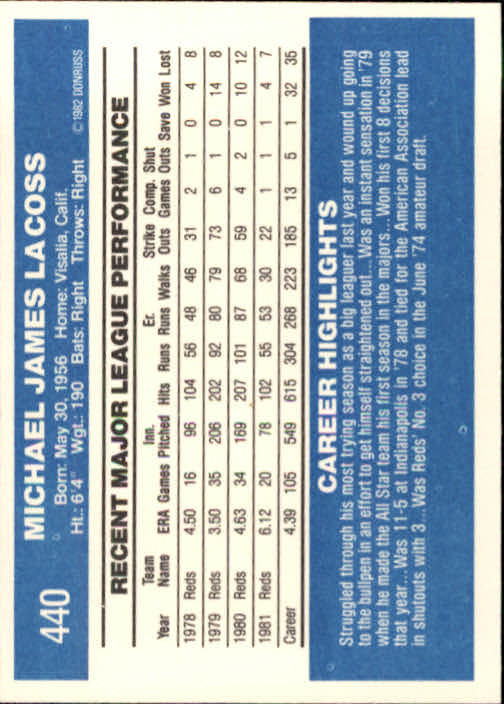 440
MICHAEL JAMES LACOSS
Born: May 30, 1956 Home: Visalia, Calif.
Ht.: 6'4" Wgt.: 190 Bats: Right Throws: Right
© 1982 DONRUSS
RECENT MAJOR LEAGUE PERFORMANCE
Team Inn. Er. Strike Comp. Shut
Year Name ERA Games Pitched Hits Runs Runs Walks Outs Games Outs Save Won Lost
1978 Reds 4.50 16 96 104 56 48 46 31 2 1 0 4 8
1979 Reds 3.50 35 206 202 92 80 79 73 6 1 0 14 8
1980 Reds 4.63 34 169 207 101 87 68 59 4 2 0 10 12
1981 Reds 6.12 20 78 102 55 53 30 22 1 1 1 4 7
Career 4.39 105 549 615 304 268 223 185 13 5 1 32 35
CAREER HIGHLIGHTS
Struggled through his most trying season as a big leaguer last year and wound up going
to the bullpen in an effort to get himself straightened out...Was an instant sensation in '79
when he made the All Star team his first season in the majors...Won his first 8 decisions
that year...Was 11-5 at Indianapolis in '78 and tied for the American Association lead
in shutouts with 3...Was Reds' No. 3 choice in the June '74 amateur draft.